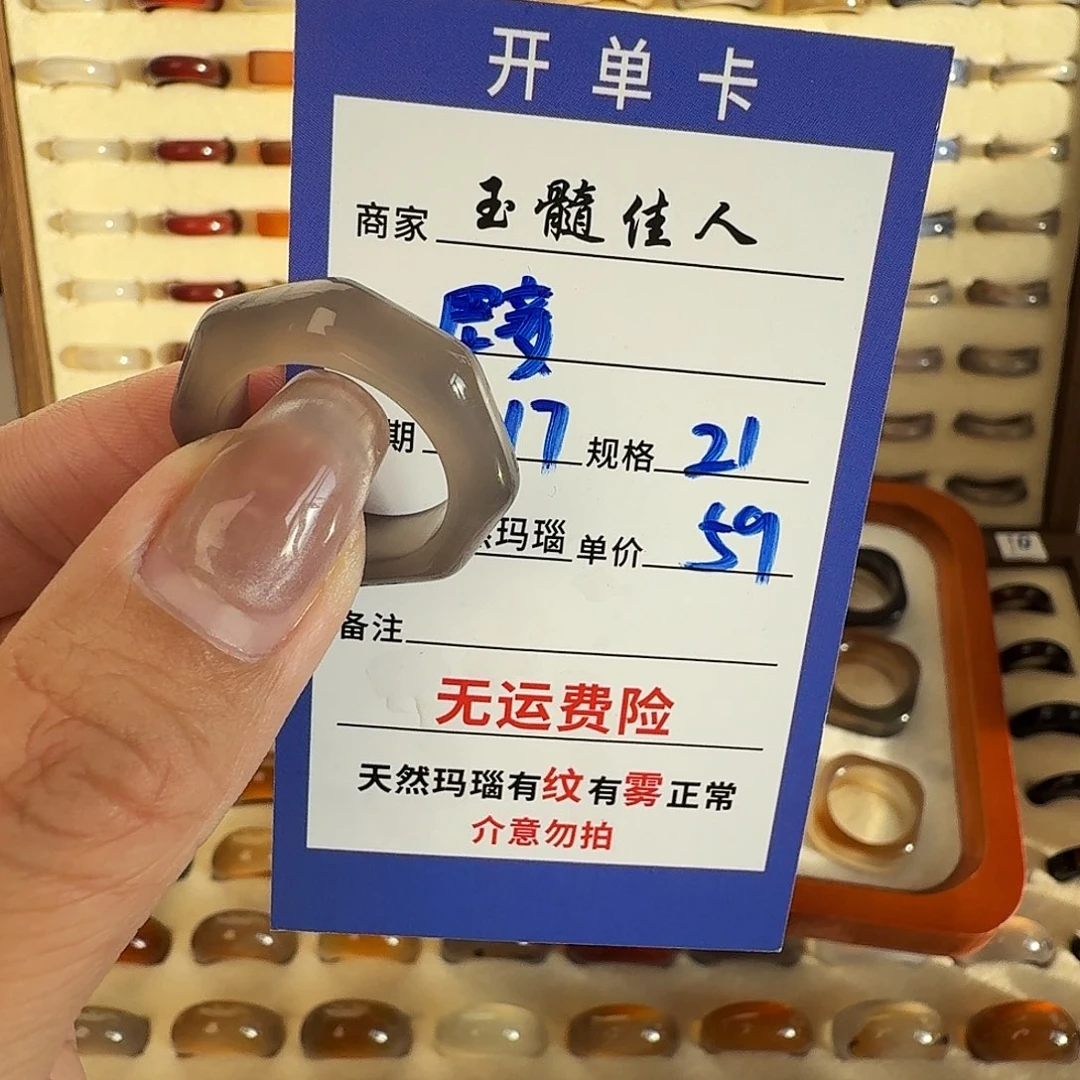 开单卡
商家 玉髓佳人
期 17 规格 21
玛瑙 单价 59
备注
无运费险
天然玛瑙有纹有雾正常
介意勿拍